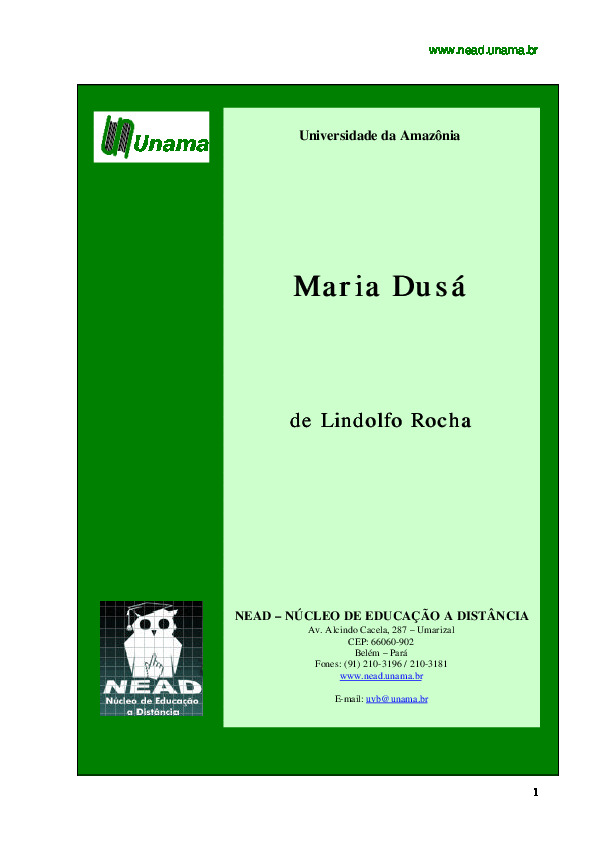 www.nead.unama.br
Unama
Universidade da Amazônia
Maria Dusá
de Lindolfo Rocha
NEAD – NÚCLEO DE EDUCAÇÃO A DISTÂNCIA
Av. Alcindo Cacela, 287 – Umarizal
CEP: 66060-902
Belém – Pará
Fones: (91) 210-3196 / 210-3181
www.nead.unama.br
E-mail: uvb@unama.br
NEAD
Núcleo de Educação
a Distância
1